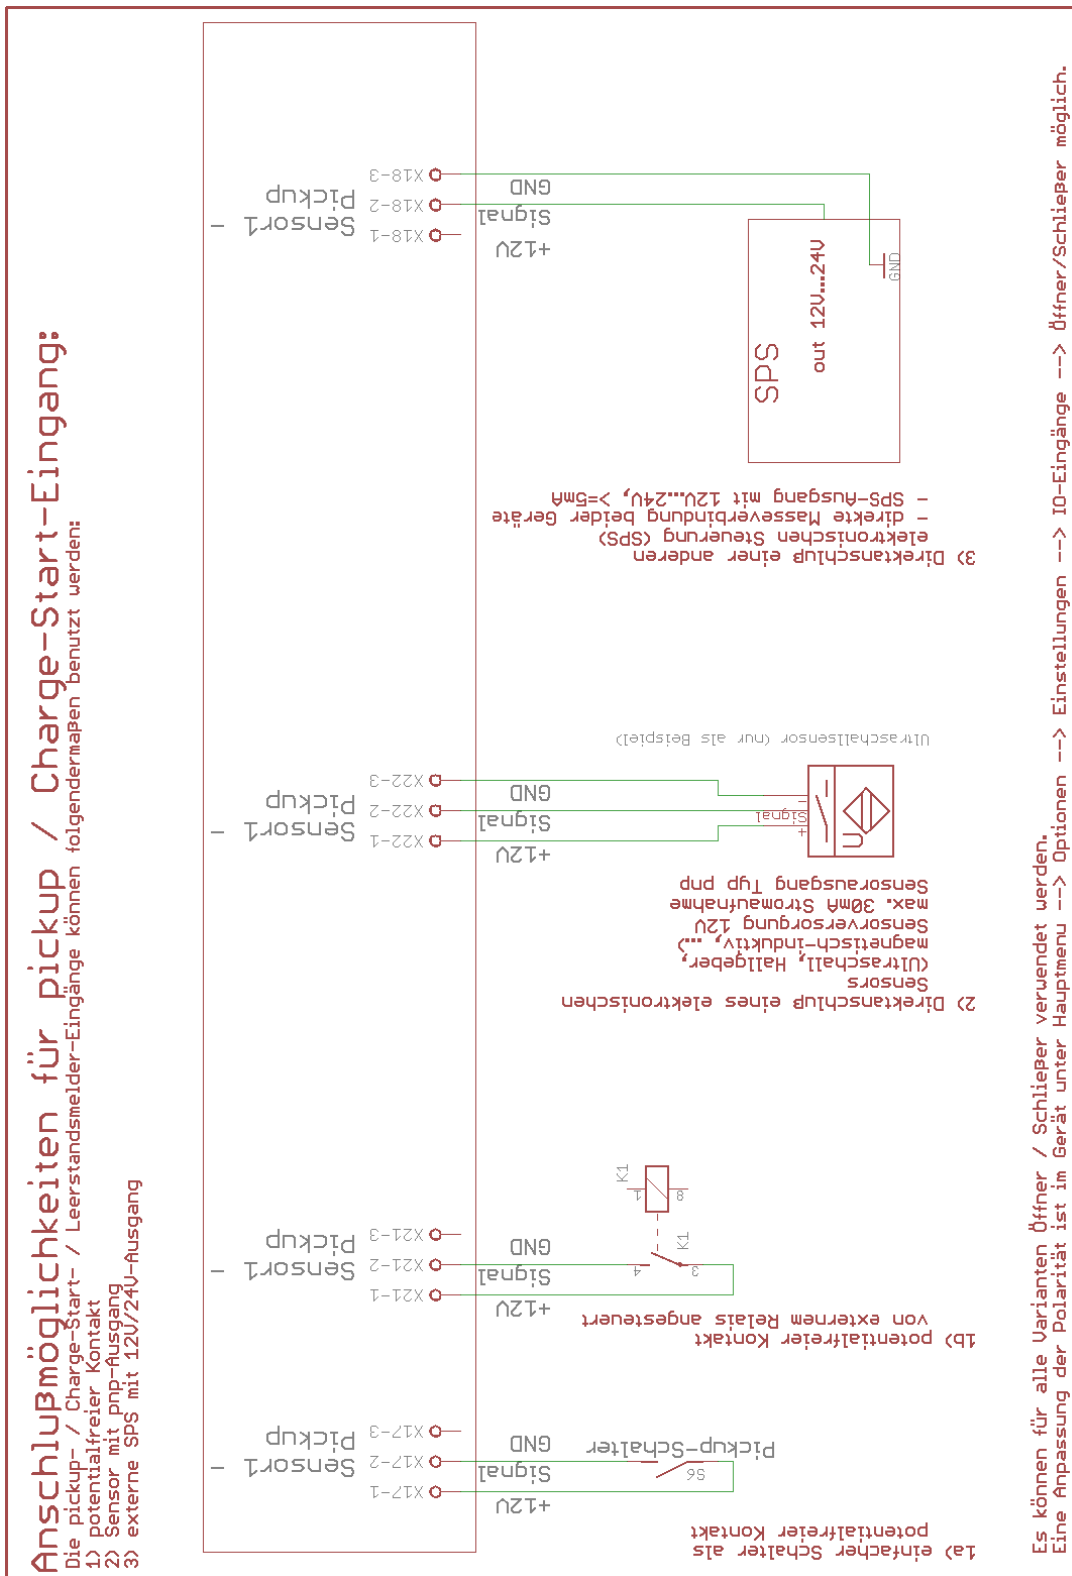 Anschlußmöglichkeiten für pickup / Charge-Start-Eingang:
Die pickup- / Charge-Start- / Leerstandsmelder-Eingänge können folgendermaßen benutzt werden:
1) potentialfreier Kontakt
2) Sensor mit pnp-Ausgang
3) externe SPS mit 12V/24V-Ausgang
1a) einfacher Schalter als
potentialfreier Kontakt
+12V
Signal
GND
X17-1
X17-2
X17-3
Sensor1
Pickup
-
S6
Pickup-Schalter
1b) potentialfreier Kontakt
von externem Relais angesteuert
+12V
Signal
GND
X21-1
X21-2
X21-3
Sensor1
Pickup
-
3
4
K1
K1
1
8
2) Direktanschluß eines elektronischen
Sensors
(Ultraschall, Hallgeber,
magnetisch-induktiv, ...)
Sensorversorgung 12V
max. 30mA Stromaufnahme
Sensorausgang Typ pnp
+12V
Signal
GND
X22-1
X22-2
X22-3
Sensor1
Pickup
-
+
Signal
-
U
Ultraschallsensor (nur als Beispiel)
3) Direktanschluß einer anderen
elektronischen Steuerung (SPS)
- direkte Masseverbindung beider Geräte
- SPS-Ausgang mit 12V...24V, >=5mA
+12V
Signal
GND
X18-1
X18-2
X18-3
Sensor1
Pickup
-
SPS
out 12V...24V
GND
Es können für alle Varianten Öffner / Schließer verwendet werden.
Eine Anpassung der Polarität ist im Gerät unter Hauptmenu --> Optionen --> Einstellungen --> IO-Eingänge --> Öffner/Schließer möglich.